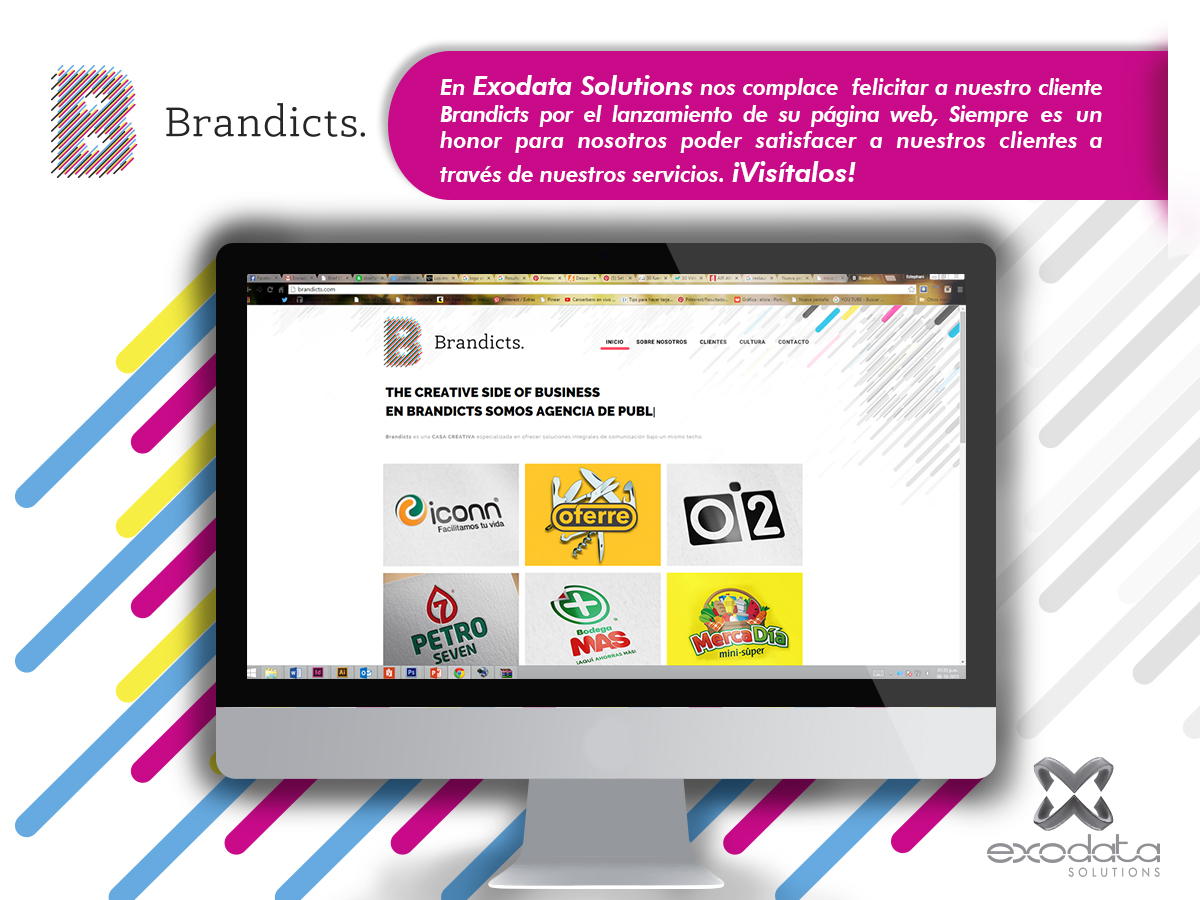 Brandicts.
En Exodata Solutions nos complace felicitar a nuestro cliente
Brandicts por el lanzamiento de su página web, Siempre es un
honor para nosotros poder satisfacer a nuestros clientes a
través de nuestros servicios. ¡Visítalos!
brandicts.com
Brandicts.
INICIO SOBRE NOSOTROS CLIENTES CULTURA CONTACTO
THE CREATIVE SIDE OF BUSINESS
EN BRANDICTS SOMOS AGENCIA DE PUBL|
Brandicts es una CASA CREATIVA especializada en ofrecer soluciones integrales de comunicación bajo un mismo techo.
iconn
Facilitamos tu vida
oferre
oi2
7
PETRO
SEVEN
Bodega
MAS
¡AQUÍ AHORRAS MÁS!
MercaDía
mini-súper
exodata
SOLUTIONS